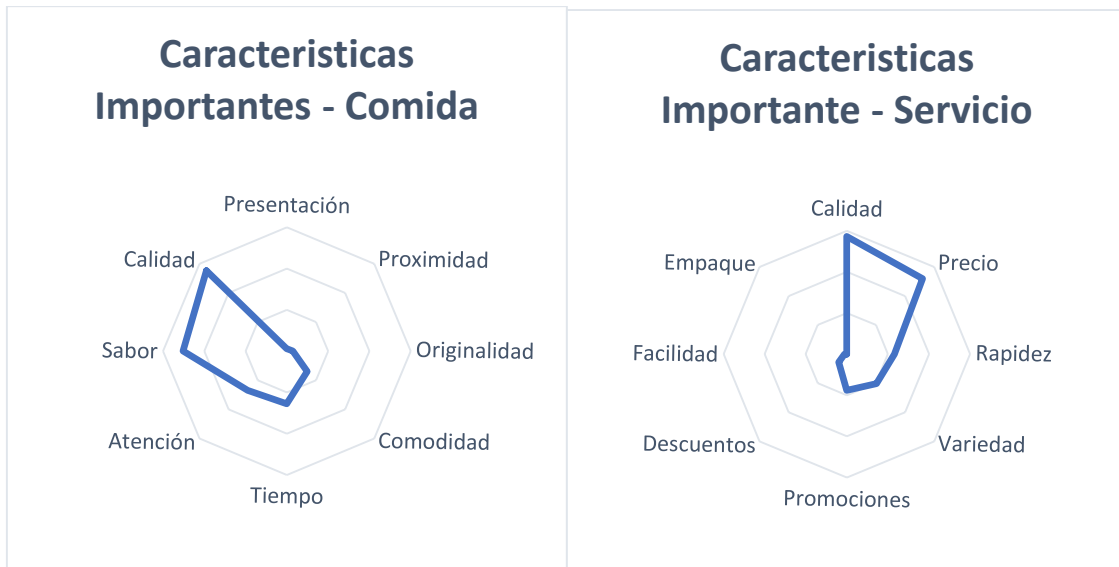 Caracteristicas
Importantes - Comida
Presentación
Calidad
Proximidad
Sabor
Originalidad
Atención
Comodidad
Tiempo
Caracteristicas
Importante - Servicio
Calidad
Empaque
Precio
Facilidad
Rapidez
Descuentos
Variedad
Promociones